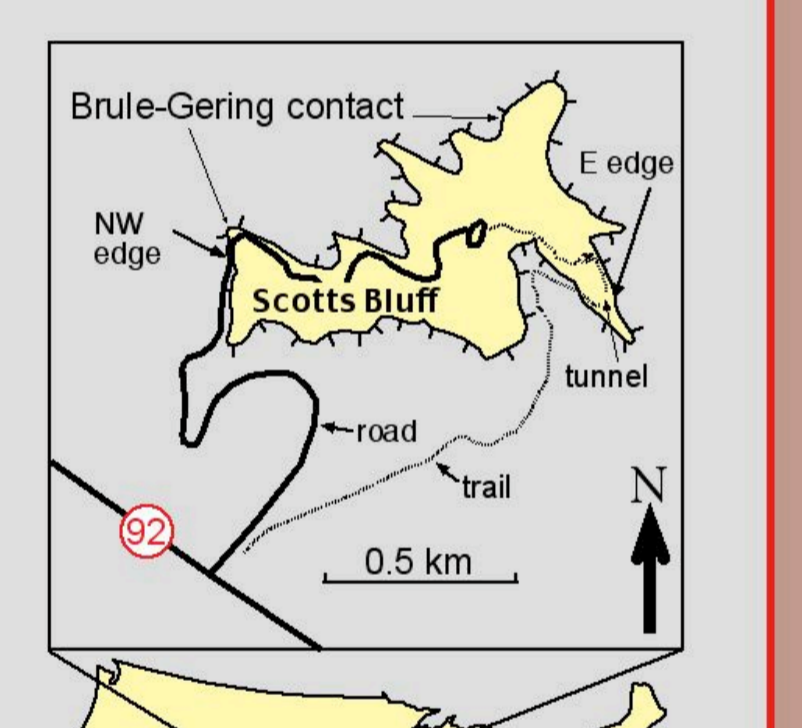 Brule-Gering contact
E edge
NW
edge
Scotts Bluff
tunnel
road
trail
N
92
0.5 km